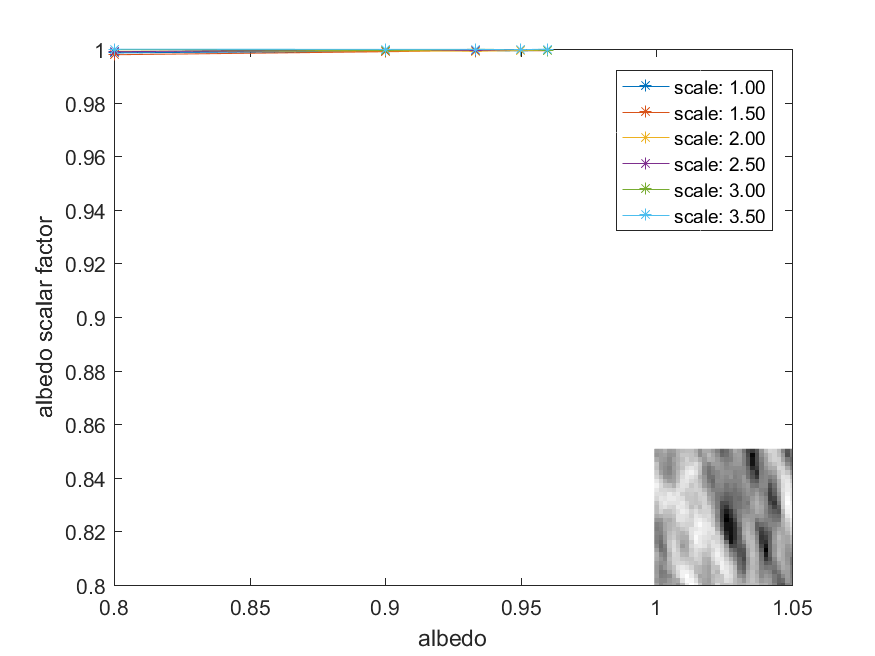 1
0.98
0.96
0.94
0.92
0.9
0.88
0.86
0.84
0.82
0.8
albedo scalar factor
scale: 1.00
scale: 1.50
scale: 2.00
scale: 2.50
scale: 3.00
scale: 3.50
0.8 0.85 0.9 0.95 1 1.05
albedo